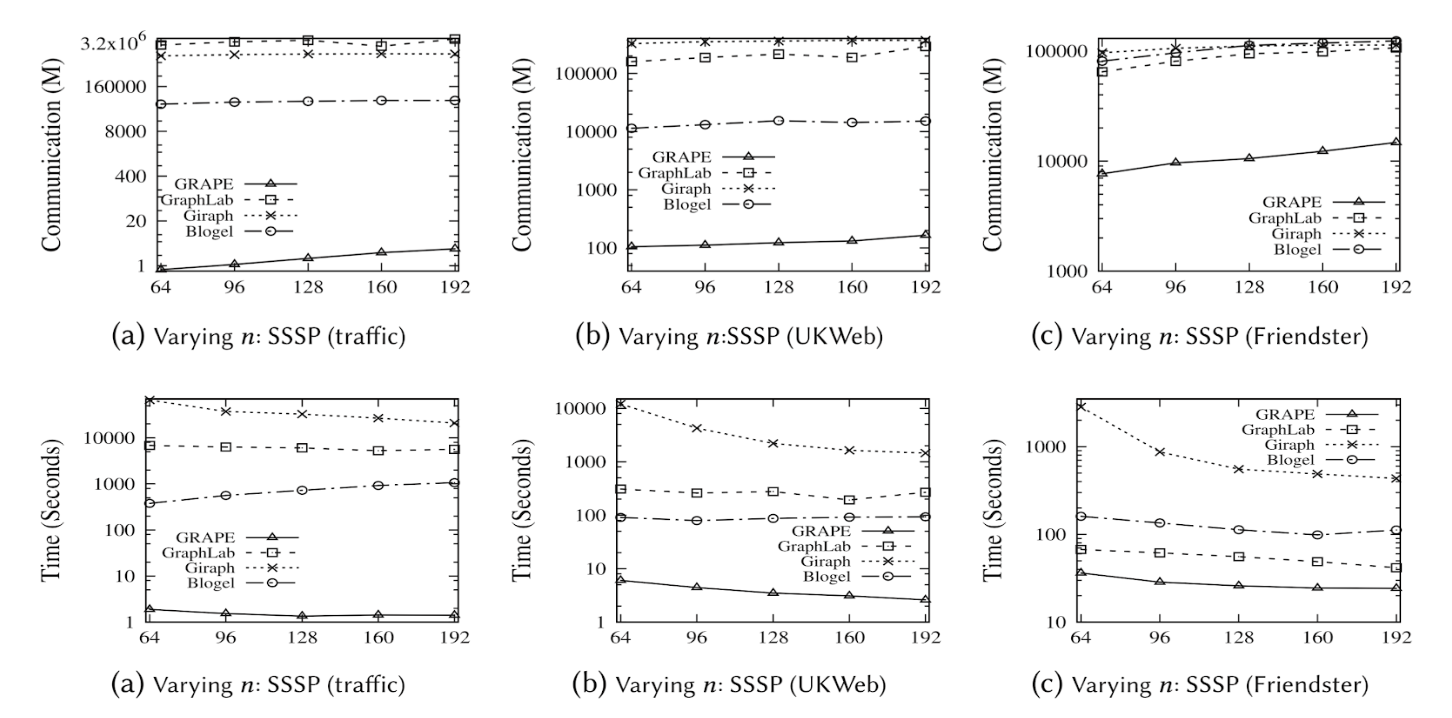 Communication (M)
3.2x10⁶
160000
8000
400
20
1
GRAPE
GraphLab
Giraph
Blogel
64 96 128 160 192
(a) Varying n: SSSP (traffic)
Communication (M)
100000
10000
1000
100
GRAPE
GraphLab
Giraph
Blogel
64 96 128 160 192
(b) Varying n:SSSP (UKWeb)
Communication (M)
100000
10000
1000
GRAPE
GraphLab
Giraph
Blogel
64 96 128 160 192
(c) Varying n: SSSP (Friendster)
Time (Seconds)
10000
1000
100
10
1
GRAPE
GraphLab
Giraph
Blogel
64 96 128 160 192
(a) Varying n: SSSP (traffic)
Time (Seconds)
10000
1000
100
10
1
GRAPE
GraphLab
Giraph
Blogel
64 96 128 160 192
(b) Varying n: SSSP (UKWeb)
Time (Seconds)
1000
100
10
GRAPE
GraphLab
Giraph
Blogel
64 96 128 160 192
(c) Varying n: SSSP (Friendster)